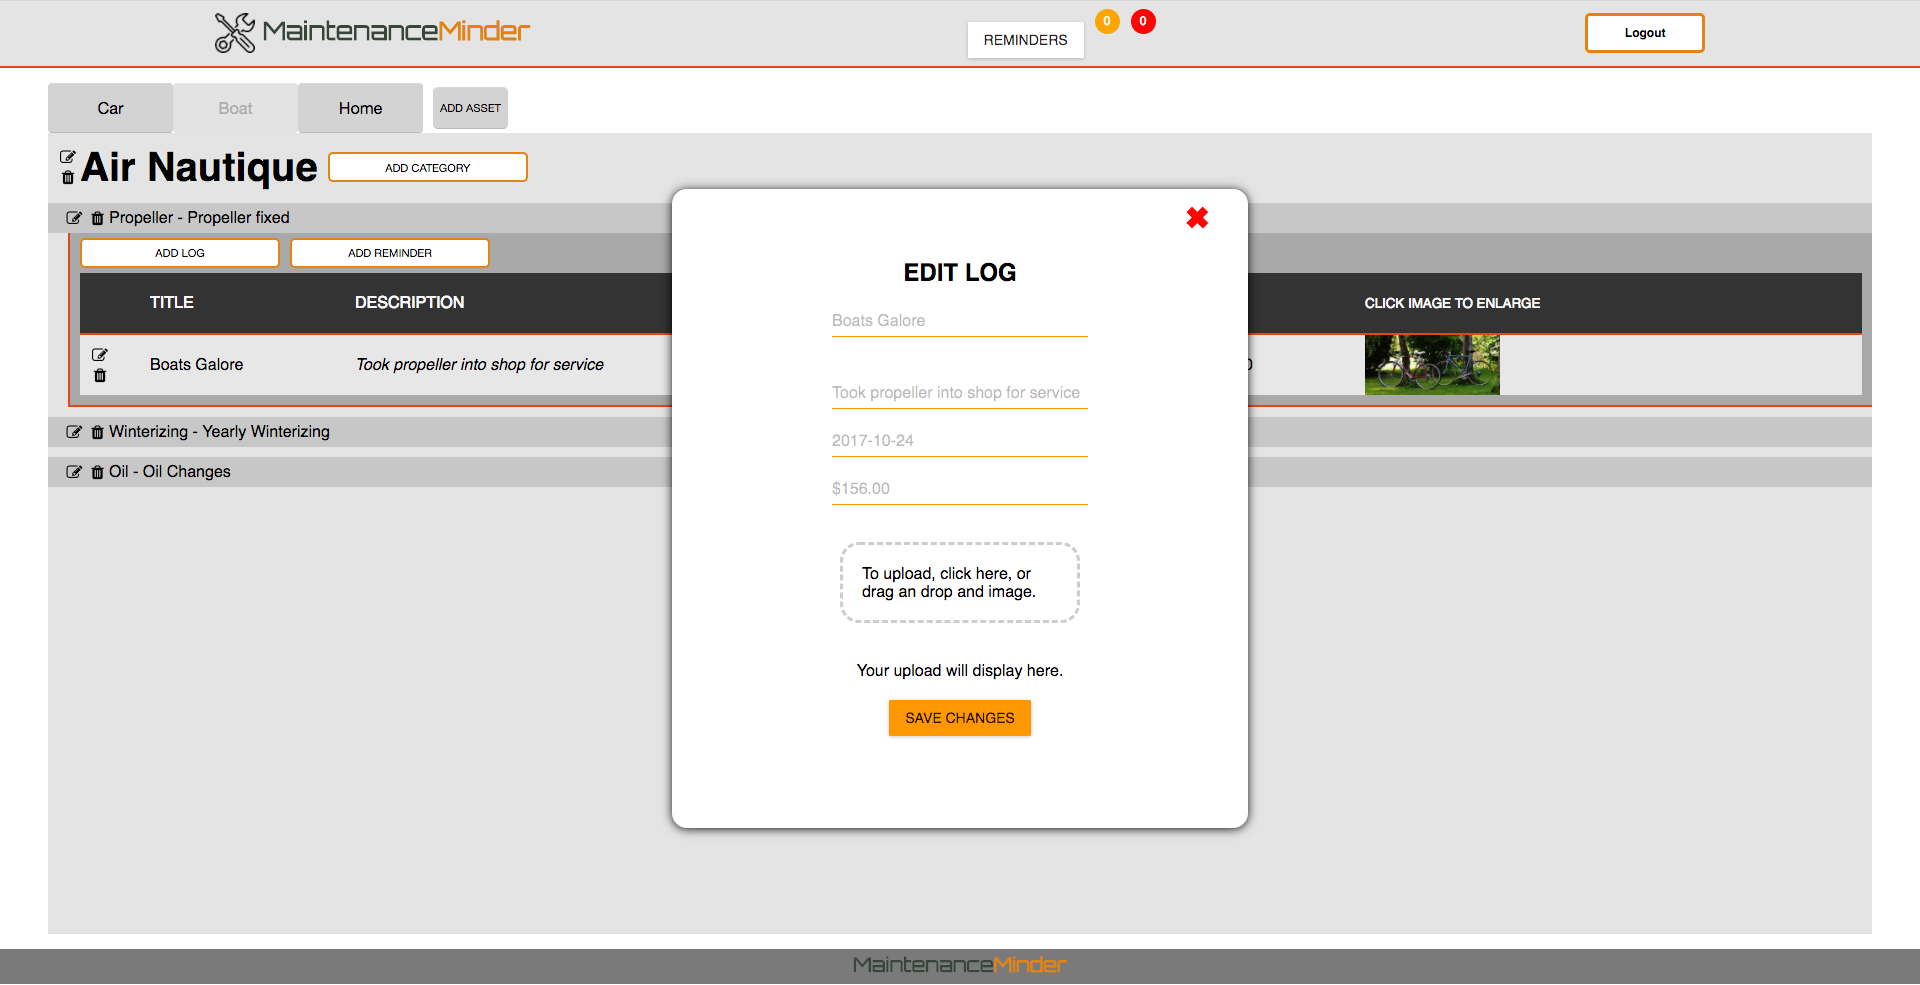 MaintenanceMinder
REMINDERS
0
0
Logout
Car
Boat
Home
ADD ASSET
Air Nautique
ADD CATEGORY
Propeller - Propeller fixed
ADD LOG
ADD REMINDER
TITLE
DESCRIPTION
CLICK IMAGE TO ENLARGE
Boats Galore
Took propeller into shop for service
Winterizing - Yearly Winterizing
Oil - Oil Changes
EDIT LOG
Boats Galore
Took propeller into shop for service
2017-10-24
$156.00
To upload, click here, or
drag an drop and image.
Your upload will display here.
SAVE CHANGES
MaintenanceMinder